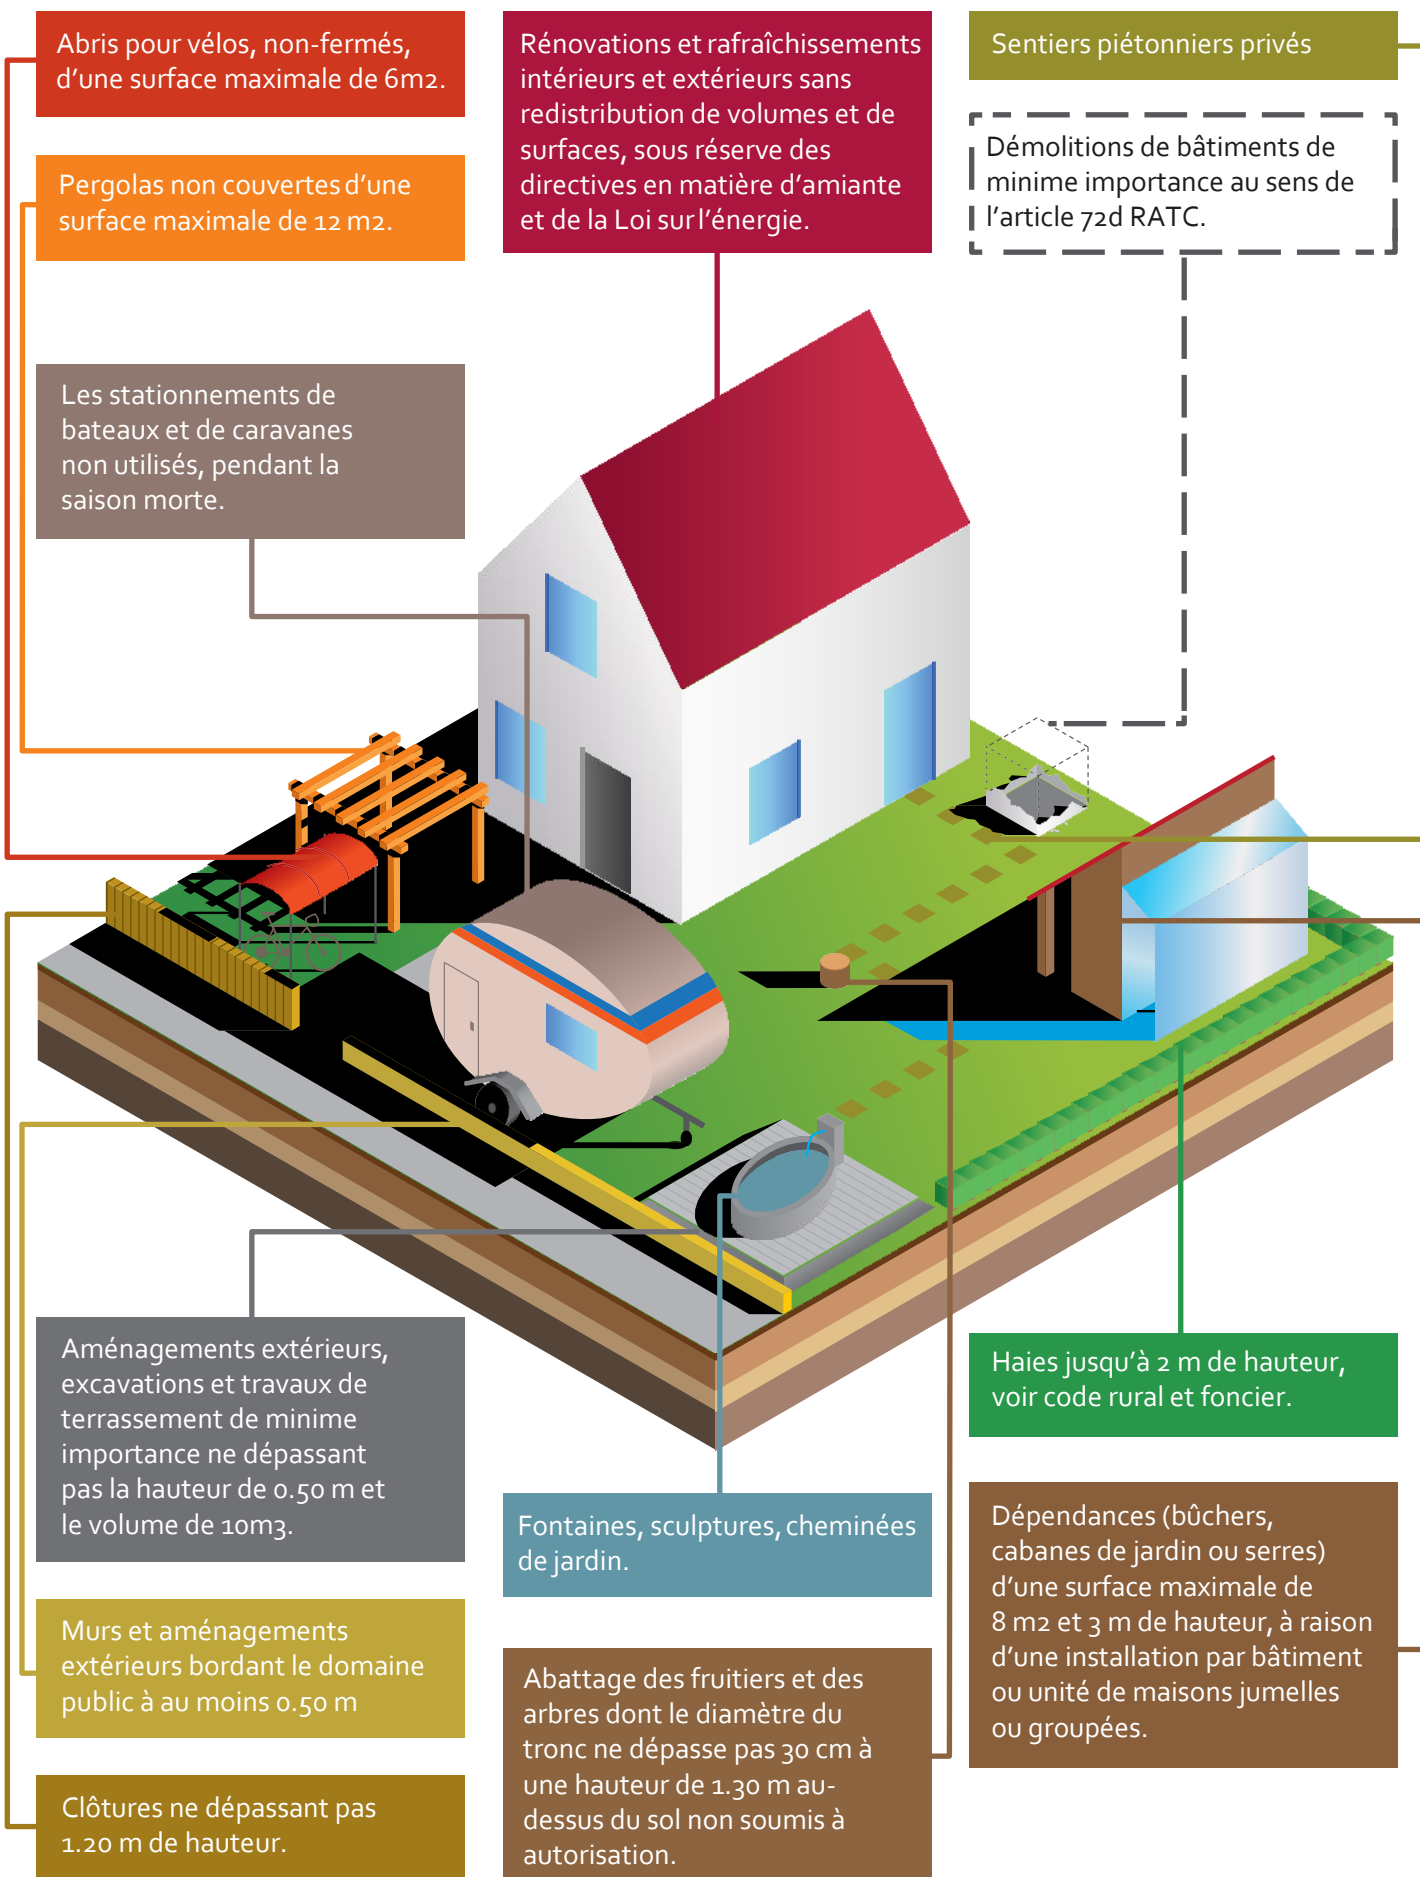 Abris pour vélos, non-fermés,
d'une surface maximale de 6m2.
Pergolas non couvertes d'une
surface maximale de 12 m2.
Les stationnements de
bateaux et de caravanes
non utilisés, pendant la
saison morte.
Rénovations et rafraîchissements
intérieurs et extérieurs sans
redistribution de volumes et de
surfaces, sous réserve des
directives en matière d'amiante
et de la Loi sur l'énergie.
Sentiers piétonniers privés
Démolitions de bâtiments de
minime importance au sens de
l'article 72d RATC.
Aménagements extérieurs,
excavations et travaux de
terrassement de minime
importance ne dépassant
pas la hauteur de 0.50 m et
le volume de 10m3.
Murs et aménagements
extérieurs bordant le domaine
public à au moins 0.50 m
Clôtures ne dépassant pas
1.20 m de hauteur.
Fontaines, sculptures, cheminées
de jardin.
Abattage des fruitiers et des
arbres dont le diamètre du
tronc ne dépasse pas 30 cm à
une hauteur de 1.30 m au-
dessus du sol non soumis à
autorisation.
Haies jusqu'à 2 m de hauteur,
voir code rural et foncier.
Dépendances (bûchers,
cabanes de jardin ou serres)
d'une surface maximale de
8 m2 et 3 m de hauteur, à raison
d'une installation par bâtiment
ou unité de maisons jumelles
ou groupées.